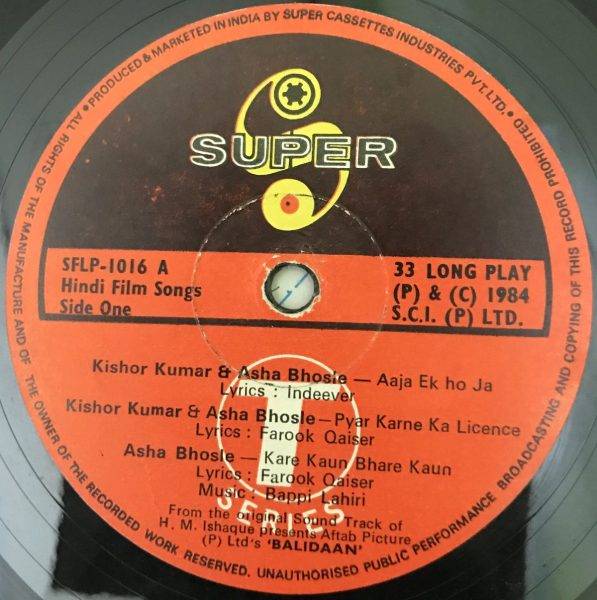 ALL RIGHTS OF THE MANUFACTURE AND OF THE OWNER OF THE RECORDED WORK RESERVED. UNAUTHORISED PUBLIC PERFORMANCE BROADCASTING AND COPYING OF THIS RECORD PROHIBITED
PRODUCED & MARKETED IN INDIA BY SUPER CASSETTES INDUSTRIES PVT. LTD.
SUPER
SFLP-1016 A
Hindi Film Songs
Side One
33 LONG PLAY
(P) & (C) 1984
S.C.I. (P) LTD.
Kishor Kumar & Asha Bhosle — Aaja Ek ho Ja
Lyrics : Indeever
Kishor Kumar & Asha Bhosle — Pyar Karne Ka Licence
Lyrics : Farook Qaiser
Asha Bhosle — Kare Kaun Bhare Kaun
Lyrics : Farook Qaiser
Music : Bappi Lahiri
T
SERIES
From the original Sound Track of
H. M. Ishaque presents Aftab Picture
(P) Ltd's 'BALIDAAN'